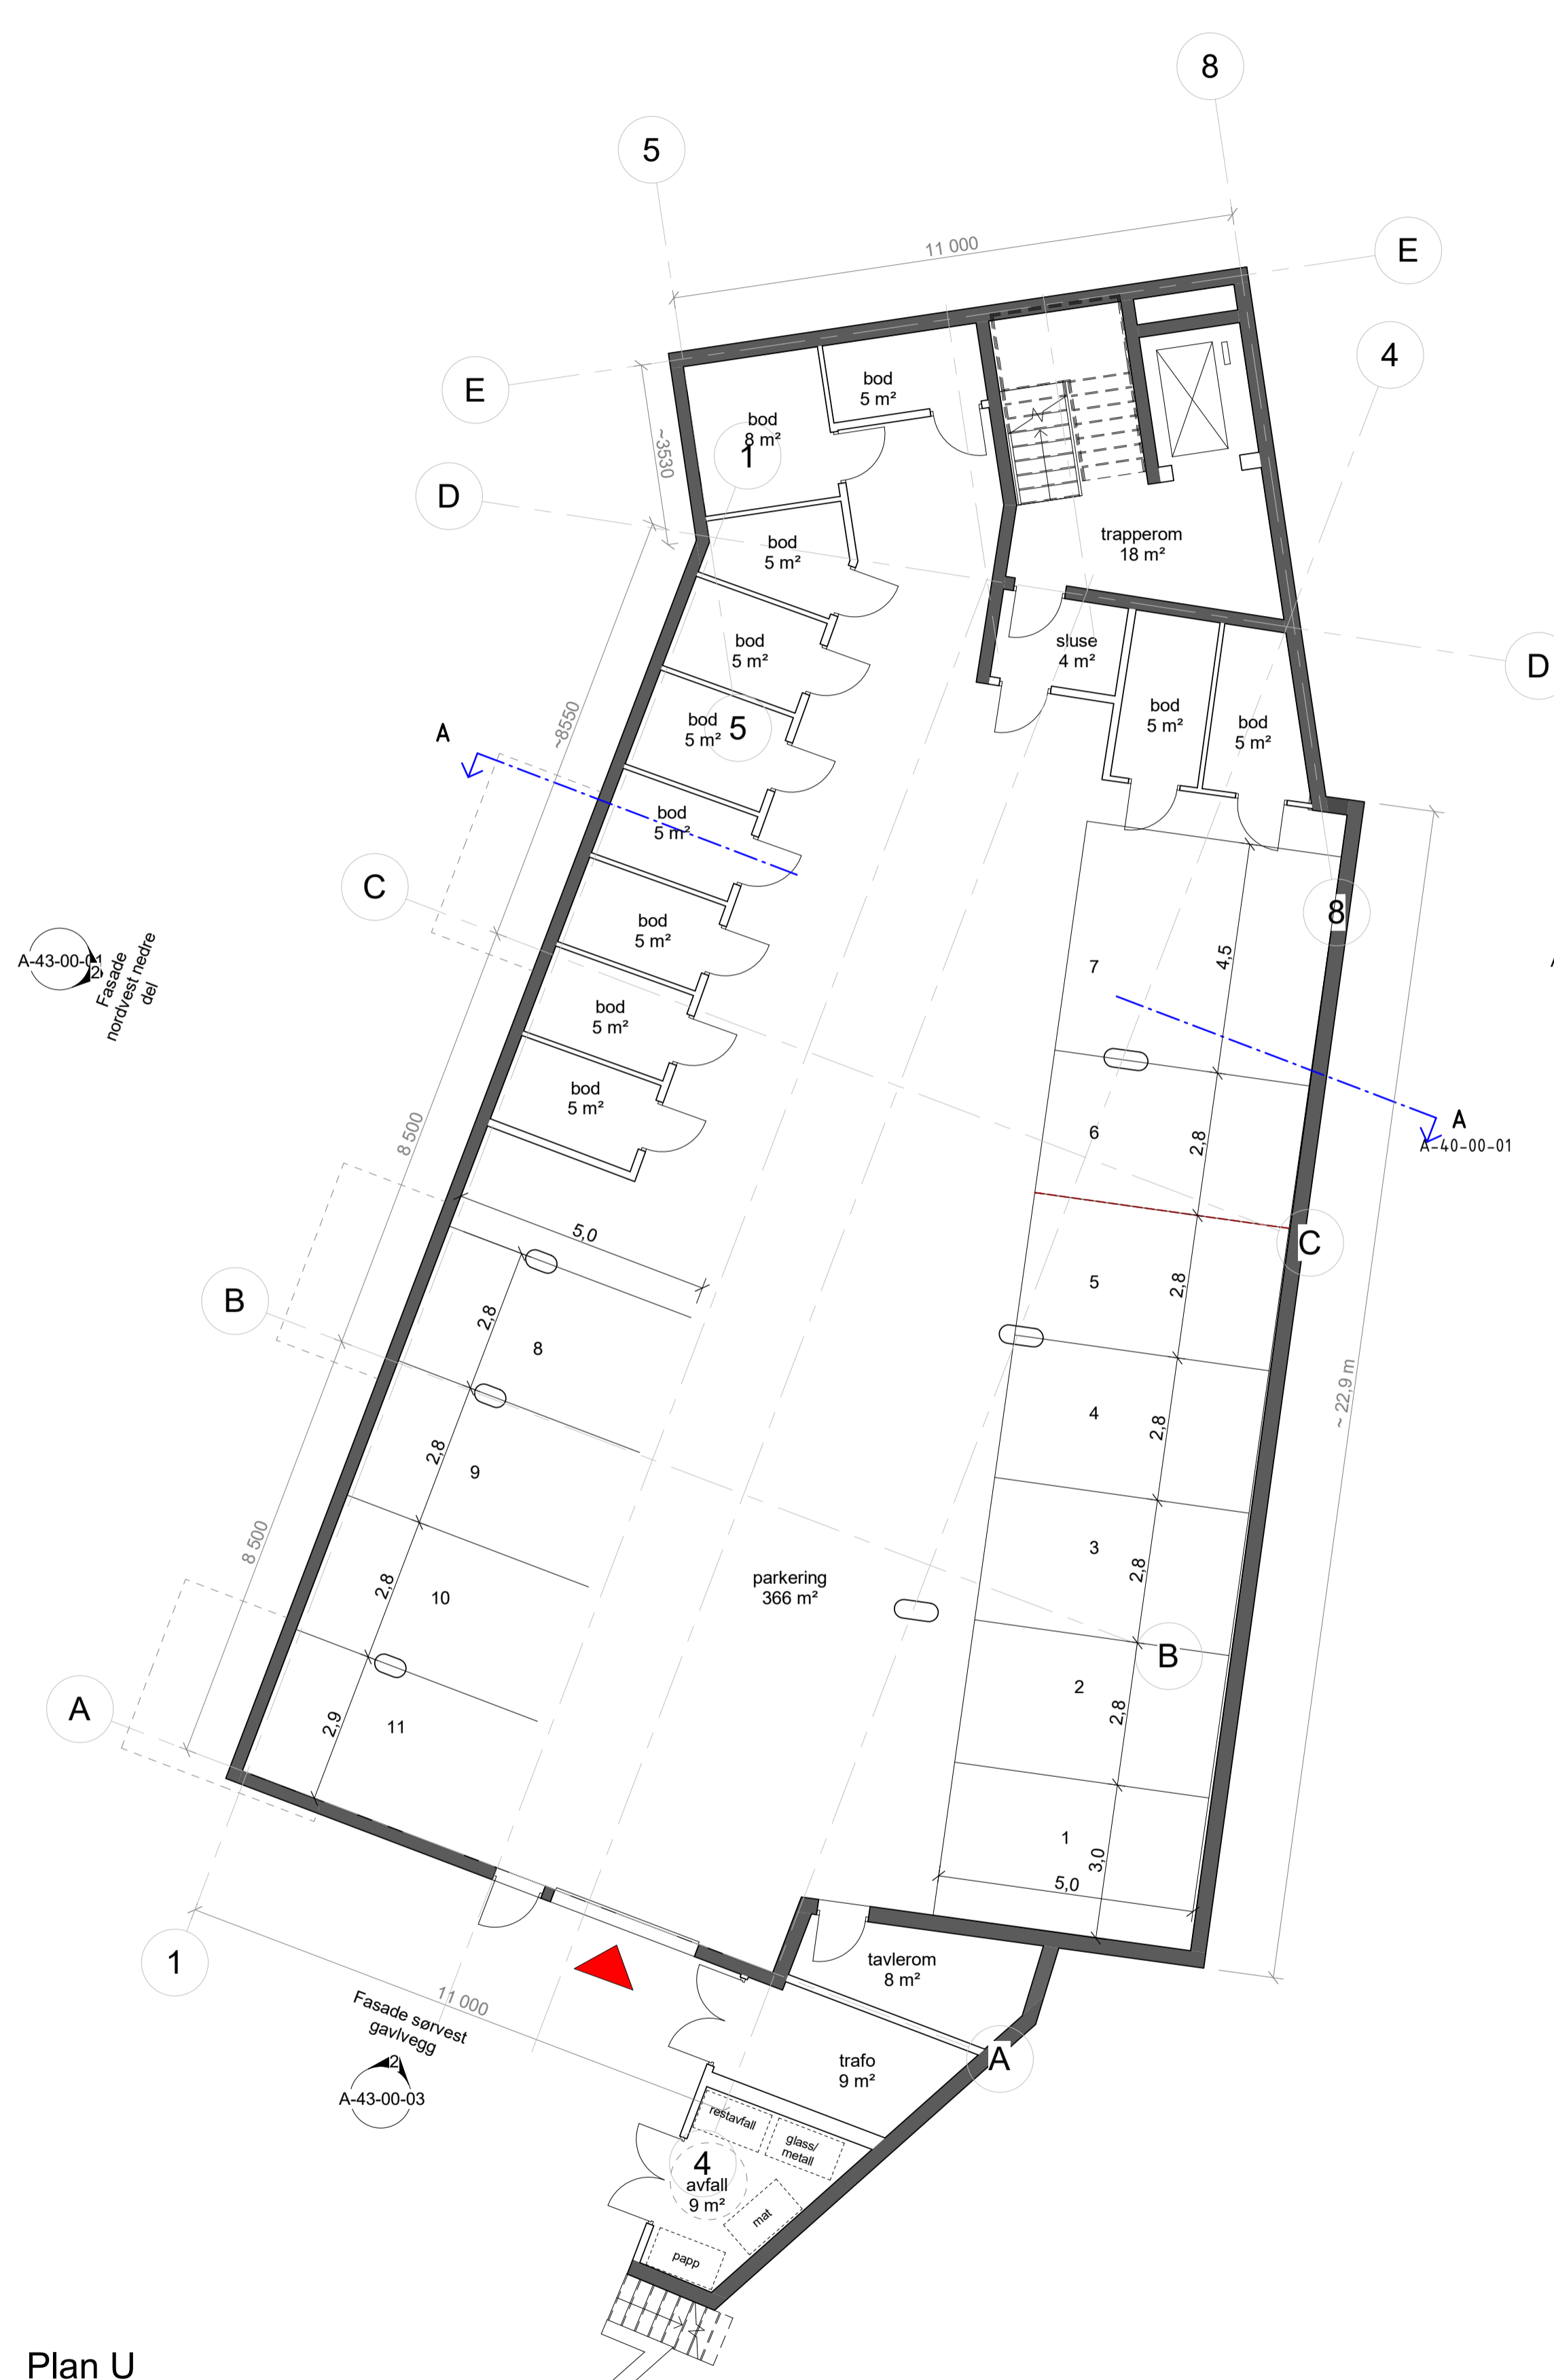 8
5
11 000
E
4
E
bod
5 m²
bod
8 m²
1
~3530
D
trapperom
18 m²
bod
5 m²
sluse
4 m²
bod
5 m²
D
bod
5 m²
bod
5 m²
bod
5 m²
5
~8550
A
bod
5 m²
C
8
bod
5 m²
4,5
A-43-00-01
2
Fasade
nordvest nedre
del
7
bod
5 m²
bod
5 m²
6
2,8
A
A-40-00-01
8 500
5,0
C
B
5
2,8
2,8
8
~ 22,9 m
4
2,8
2,8
9
8 500
3
2,8
parkering
366 m²
2,8
10
B
2
2,8
A
2,9
11
1
3,0
5,0
1
tavlerom
8 m²
11 000
Fasade sørvest
gavlvegg
2
A-43-00-03
trafo
9 m²
A
restavfall
glass/
metall
4
avfall
9 m²
mat
papp
Plan U